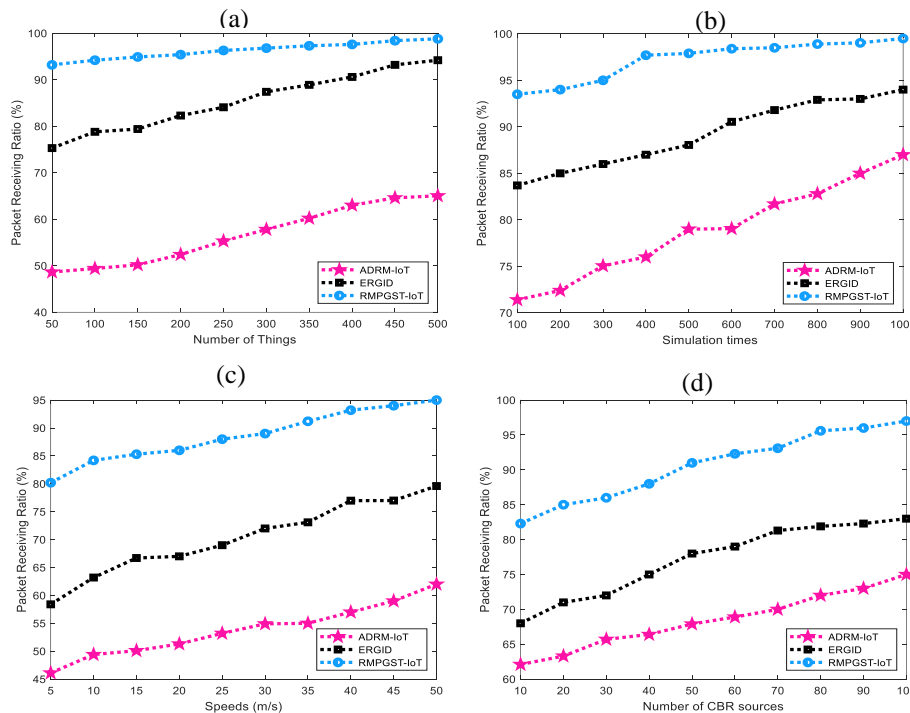 (a)
Packet Receiving Ratio (%)
100
90
80
70
60
50
40
50 100 150 200 250 300 350 400 450 500
Number of Things
ADRM-IoT
ERGID
RMPGST-IoT
(b)
Packet Receiving Ratio (%)
100
95
90
85
80
75
70
100 200 300 400 500 600 700 800 900 100
Simulation times
ADRM-IoT
ERGID
RMPGST-IoT
(c)
Packet Receiving Ratio (%)
95
90
85
80
75
70
65
60
55
50
45
5 10 15 20 25 30 35 40 45 50
Speeds (m/s)
ADRM-IoT
ERGID
RMPGST-IoT
(d)
Packet Receiving Ratio (%)
100
95
90
85
80
75
70
65
60
10 20 30 40 50 60 70 80 90 10
Number of CBR sources
ADRM-IoT
ERGID
RMPGST-IoT